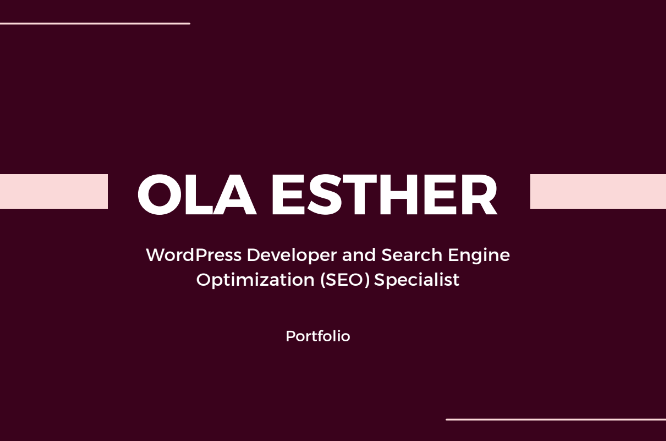 OLA ESTHER
WordPress Developer and Search Engine
Optimization (SEO) Specialist
Portfolio